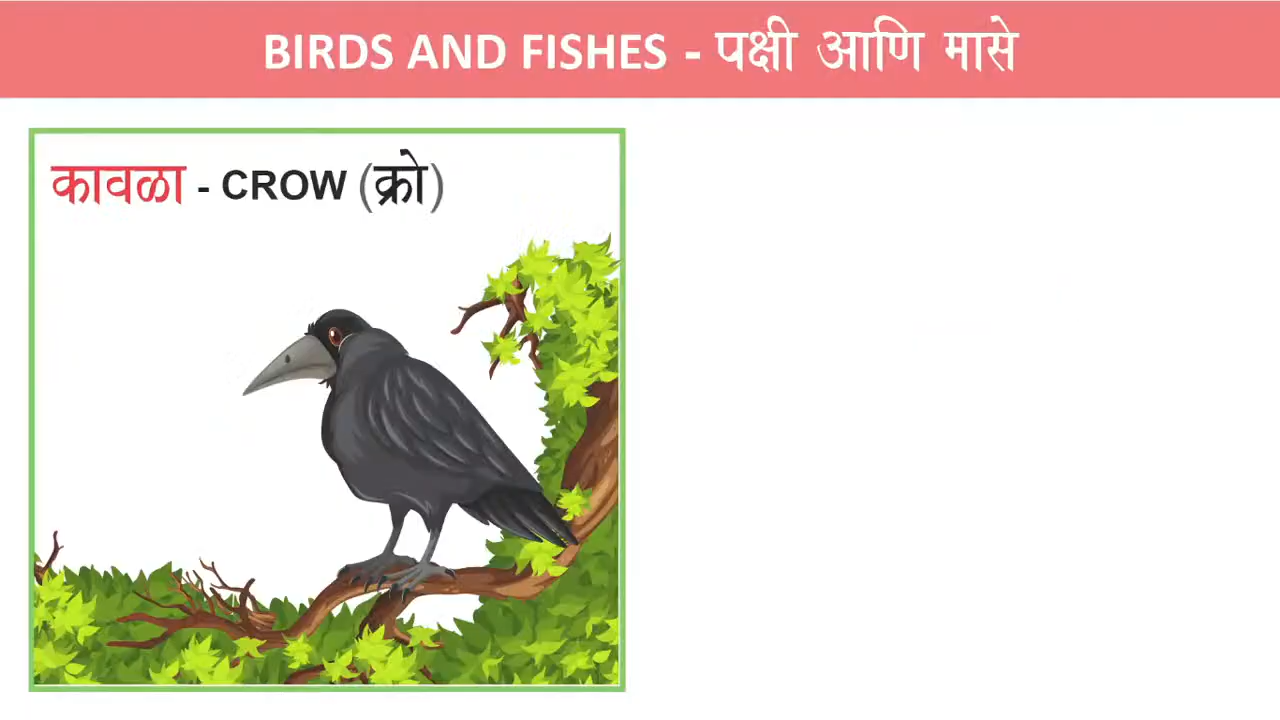 BIRDS AND FISHES - पक्षी आणि मासे
कावळा - CROW (क्रो)